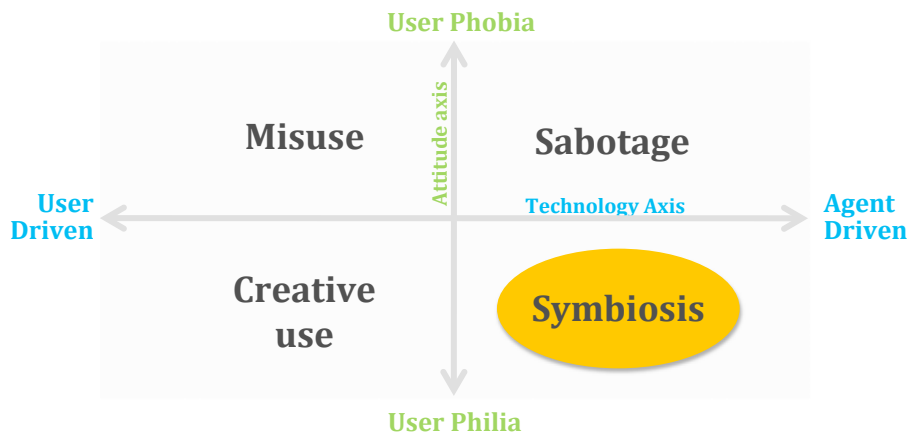 User Phobia
Attitude axis
Misuse
Sabotage
User
Driven
Technology Axis
Agent
Driven
Creative
use
Symbiosis
User Philia